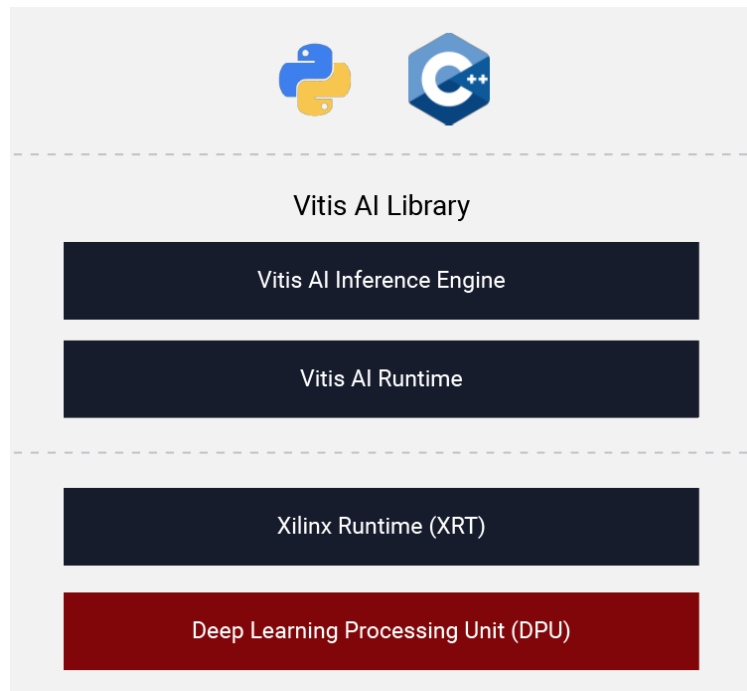 C++
Vitis AI Library
Vitis AI Inference Engine
Vitis AI Runtime
Xilinx Runtime (XRT)
Deep Learning Processing Unit (DPU)